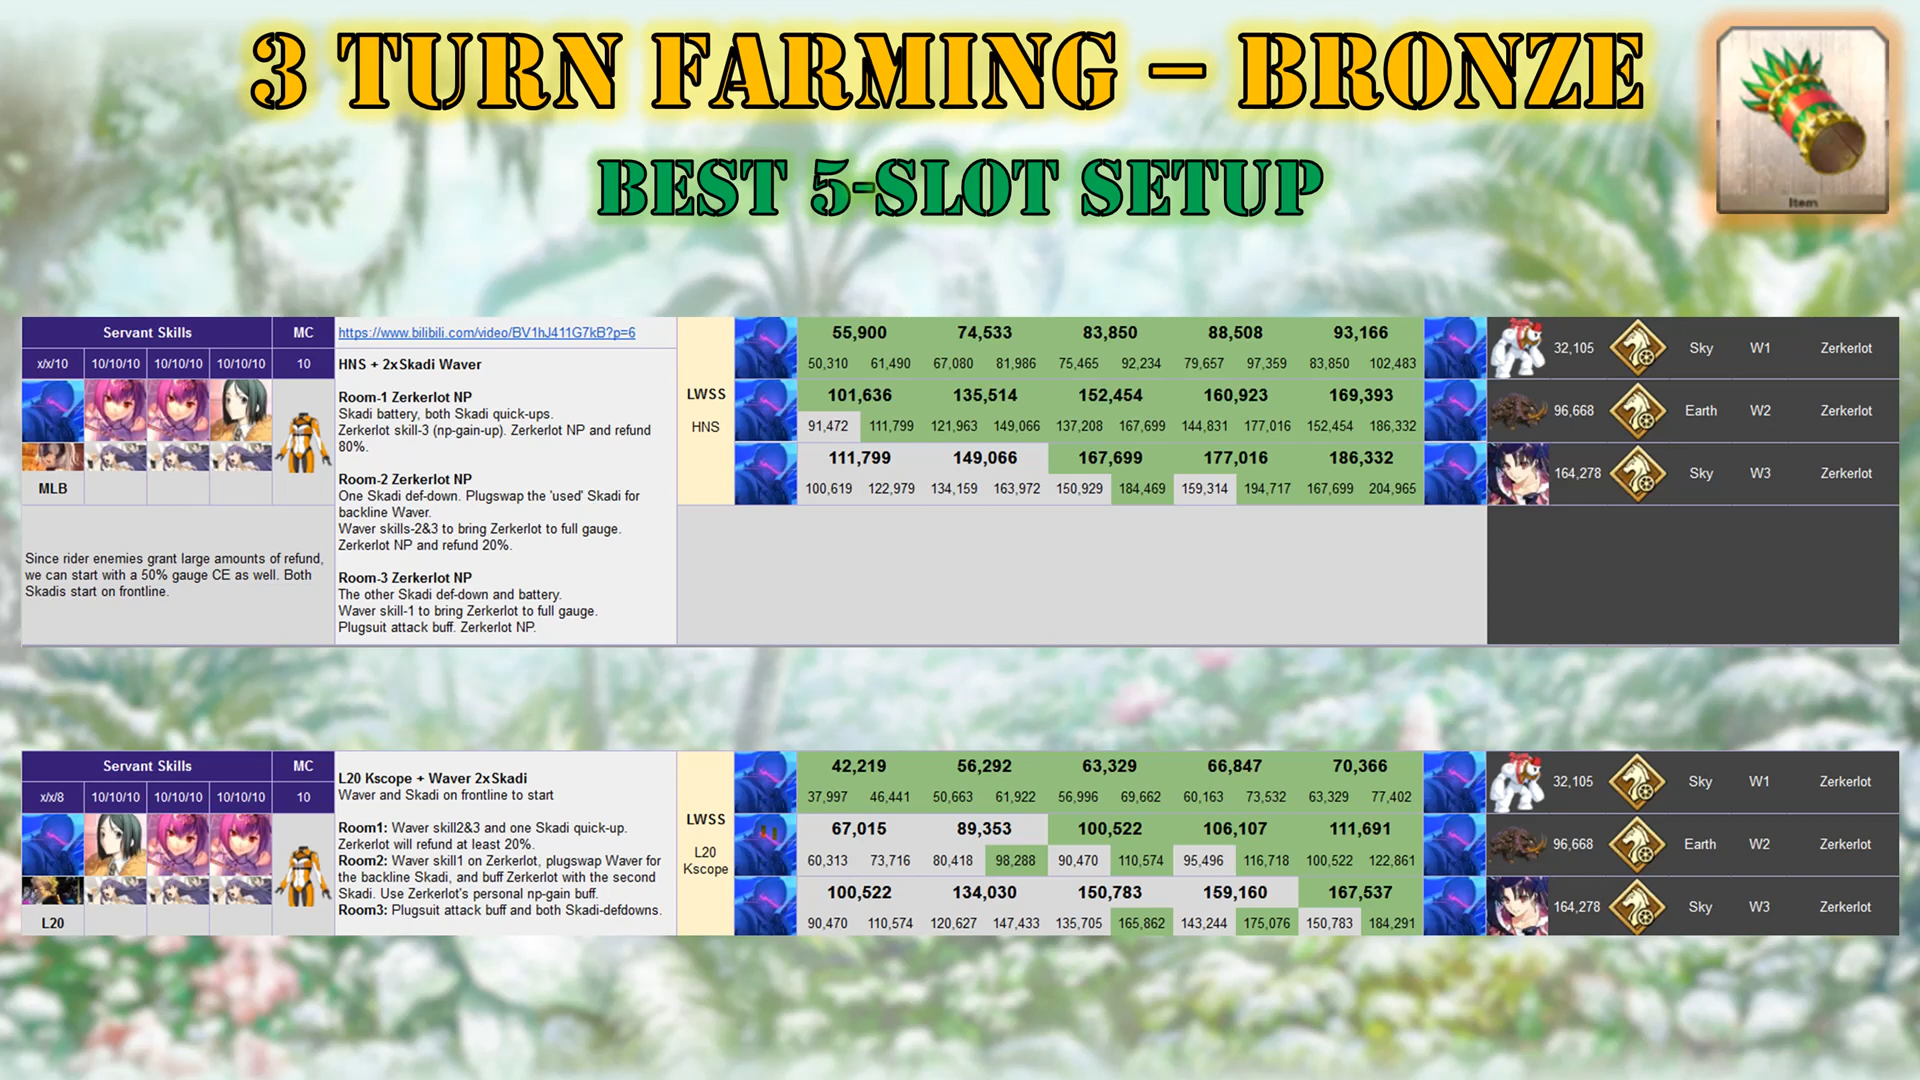 3 TURN FARMING – BRONZE
BEST 5-SLOT SETUP
Item
Servant Skills MC
x/x/10 10/10/10 10/10/10 10/10/10 10
MLB
Since rider enemies grant large amounts of refund,
we can start with a 50% gauge CE as well. Both
Skadis start on frontline.
https://www.bilibili.com/video/BV1hJ411G7kB?p=6
HNS + 2xSkadi Waver
Room-1 Zerkerlot NP
Skadi battery, both Skadi quick-ups.
Zerkerlot skill-3 (np-gain-up). Zerkerlot NP and refund
80%.
Room-2 Zerkerlot NP
One Skadi def-down. Plugswap the 'used' Skadi for
backline Waver.
Waver skills-2&3 to bring Zerkerlot to full gauge.
Zerkerlot NP and refund 20%.
Room-3 Zerkerlot NP
The other Skadi def-down and battery.
Waver skill-1 to bring Zerkerlot to full gauge.
Plugsuit attack buff. Zerkerlot NP.
LWSS
HNS
55,900 74,533 83,850 88,508 93,166
50,310 61,490 67,080 81,986 75,465 92,234 79,657 97,359 83,850 102,483
101,636 135,514 152,454 160,923 169,393
91,472 111,799 121,963 149,066 137,208 167,699 144,831 177,016 152,454 186,332
111,799 149,066 167,699 177,016 186,332
100,619 122,979 134,159 163,972 150,929 184,469 159,314 194,717 167,699 204,965
32,105 Sky W1 Zerkerlot
96,668 Earth W2 Zerkerlot
164,278 Sky W3 Zerkerlot
Servant Skills MC
x/x/8 10/10/10 10/10/10 10/10/10 10
L20
L20 Kscope + Waver 2xSkadi
Waver and Skadi on frontline to start
Room1: Waver skill2&3 and one Skadi quick-up.
Zerkerlot will refund at least 20%.
Room2: Waver skill1 on Zerkerlot, plugswap Waver for
the backline Skadi, and buff Zerkerlot with the second
Skadi. Use Zerkerlot's personal np-gain buff.
Room3: Plugsuit attack buff and both Skadi-defdowns.
LWSS
L20
Kscope
42,219 56,292 63,329 66,847 70,366
37,997 46,441 50,663 61,922 56,996 69,662 60,163 73,532 63,329 77,402
67,015 89,353 100,522 106,107 111,691
60,313 73,716 80,418 98,288 90,470 110,574 95,496 116,718 100,522 122,861
100,522 134,030 150,783 159,160 167,537
90,470 110,574 120,627 147,433 135,705 165,862 143,244 175,076 150,783 184,291
32,105 Sky W1 Zerkerlot
96,668 Earth W2 Zerkerlot
164,278 Sky W3 Zerkerlot